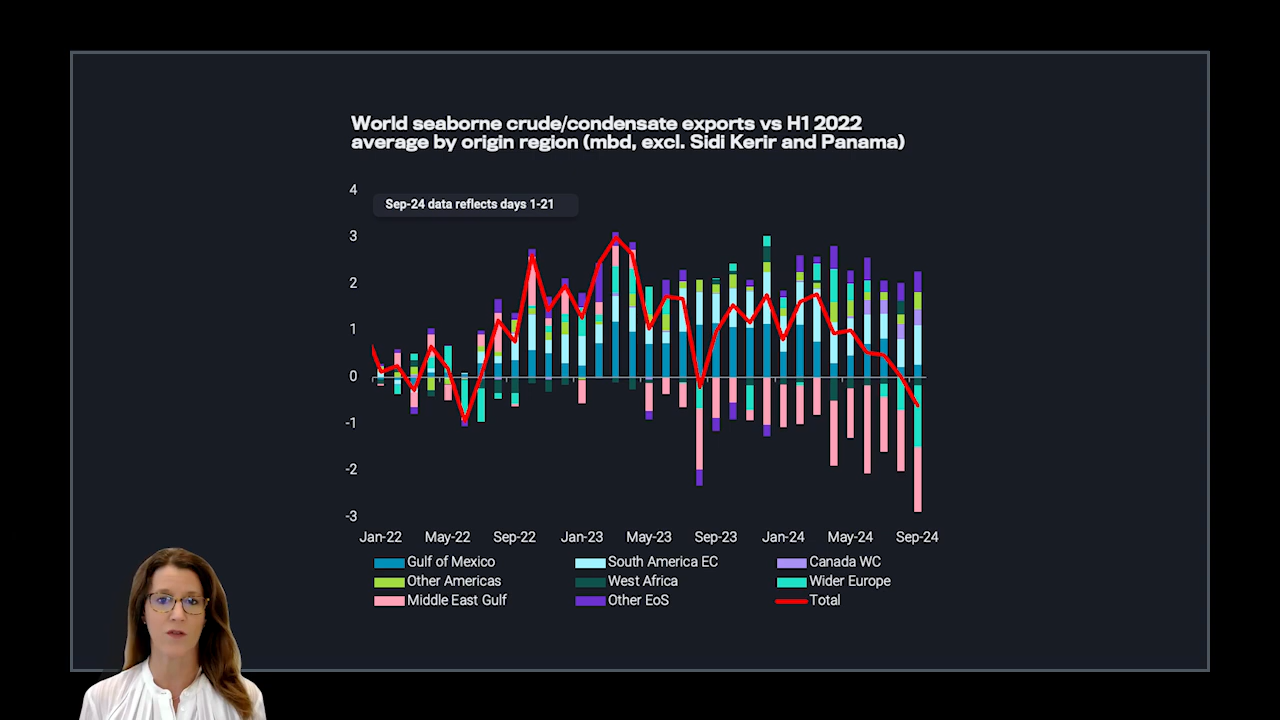 World seaborne crude/condensate exports vs H1 2022
average by origin region (mbd, excl. Sidi Kerir and Panama)
4
Sep-24 data reflects days 1-21
3
2
1
0
-1
-2
-3
Jan-22 May-22 Sep-22 Jan-23 May-23 Sep-23 Jan-24 May-24 Sep-24
Gulf of Mexico South America EC Canada WC
Other Americas West Africa Wider Europe
Middle East Gulf Other EoS Total